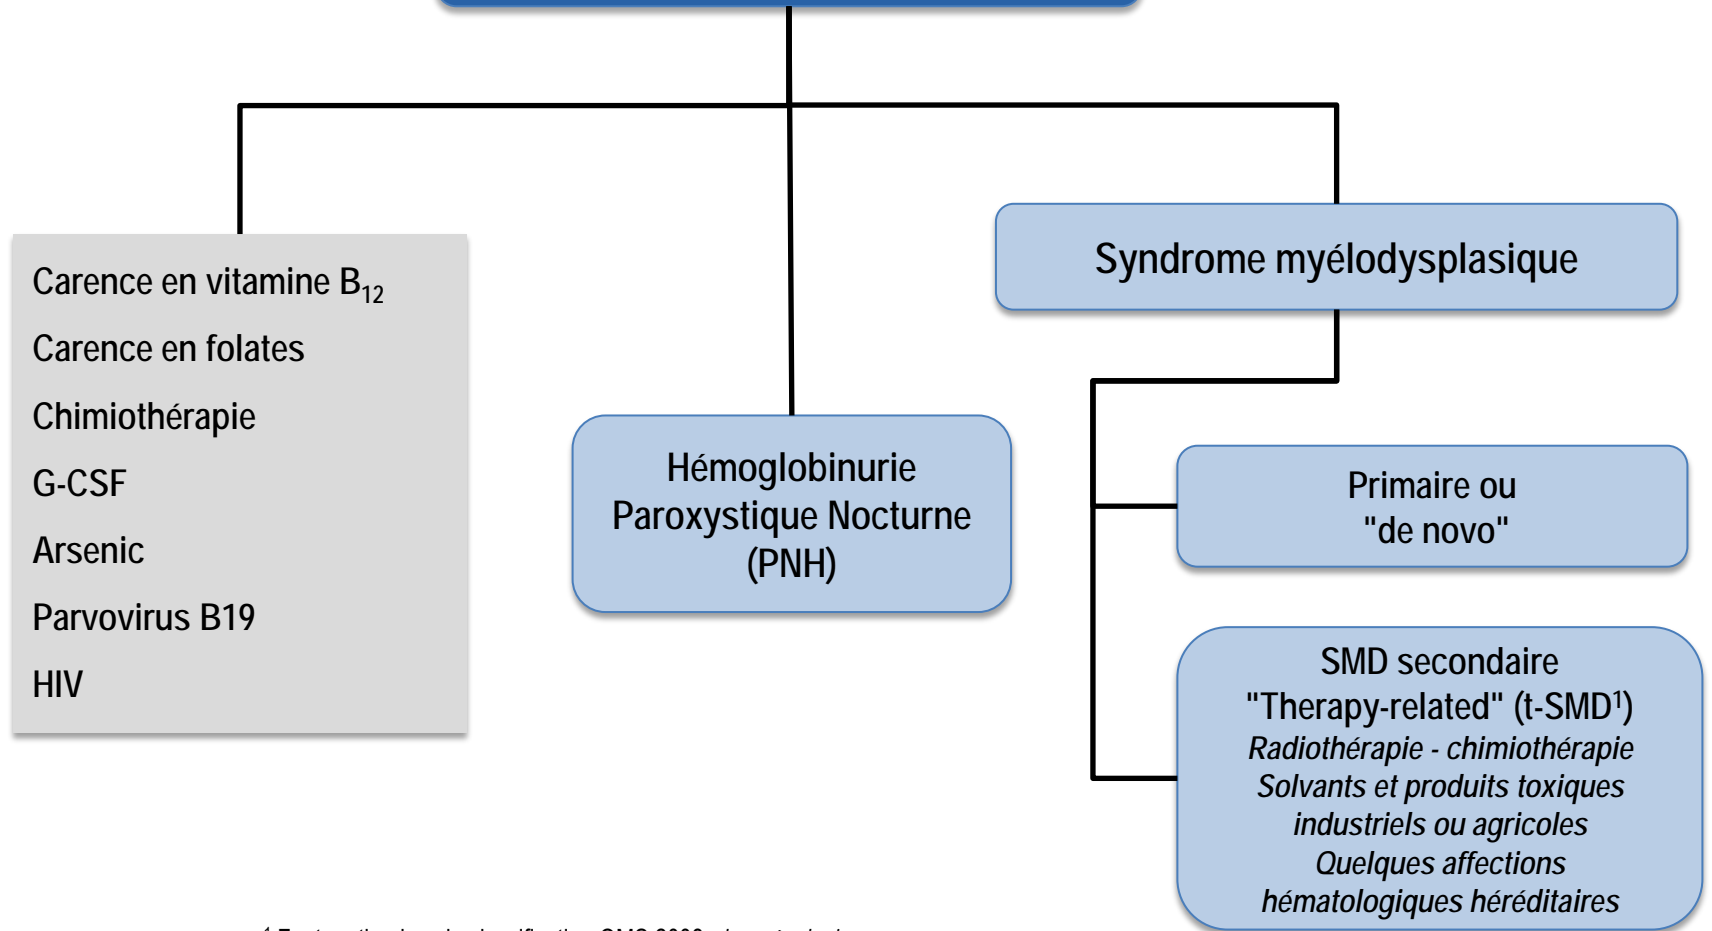 Carence en vitamine B12
Carence en folates
Chimiothérapie
G-CSF
Arsenic
Parvovirus B19
HIV
Hémoglobinurie
Paroxystique Nocturne
(PNH)
Syndrome myélodysplasique
Primaire ou
"de novo"
SMD secondaire
"Therapy-related" (t-SMD1)
Radiothérapie - chimiothérapie
Solvants et produits toxiques
industriels ou agricoles
Quelques affections
hématologiques héréditaires